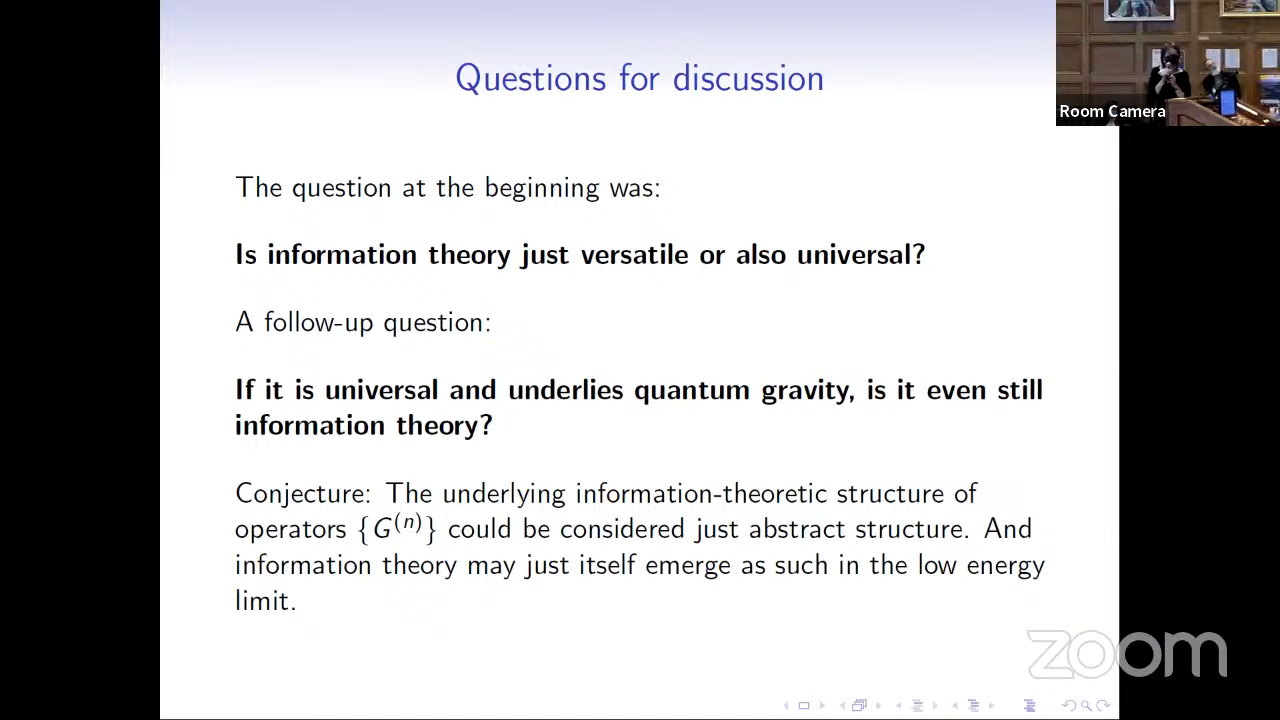 Questions for discussion
Room Camera
The question at the beginning was:
Is information theory just versatile or also universal?
A follow-up question:
If it is universal and underlies quantum gravity, is it even still
information theory?
Conjecture: The underlying information-theoretic structure of
operators {G⁽ⁿ⁾} could be considered just abstract structure. And
information theory may just itself emerge as such in the low energy
limit.
zoom